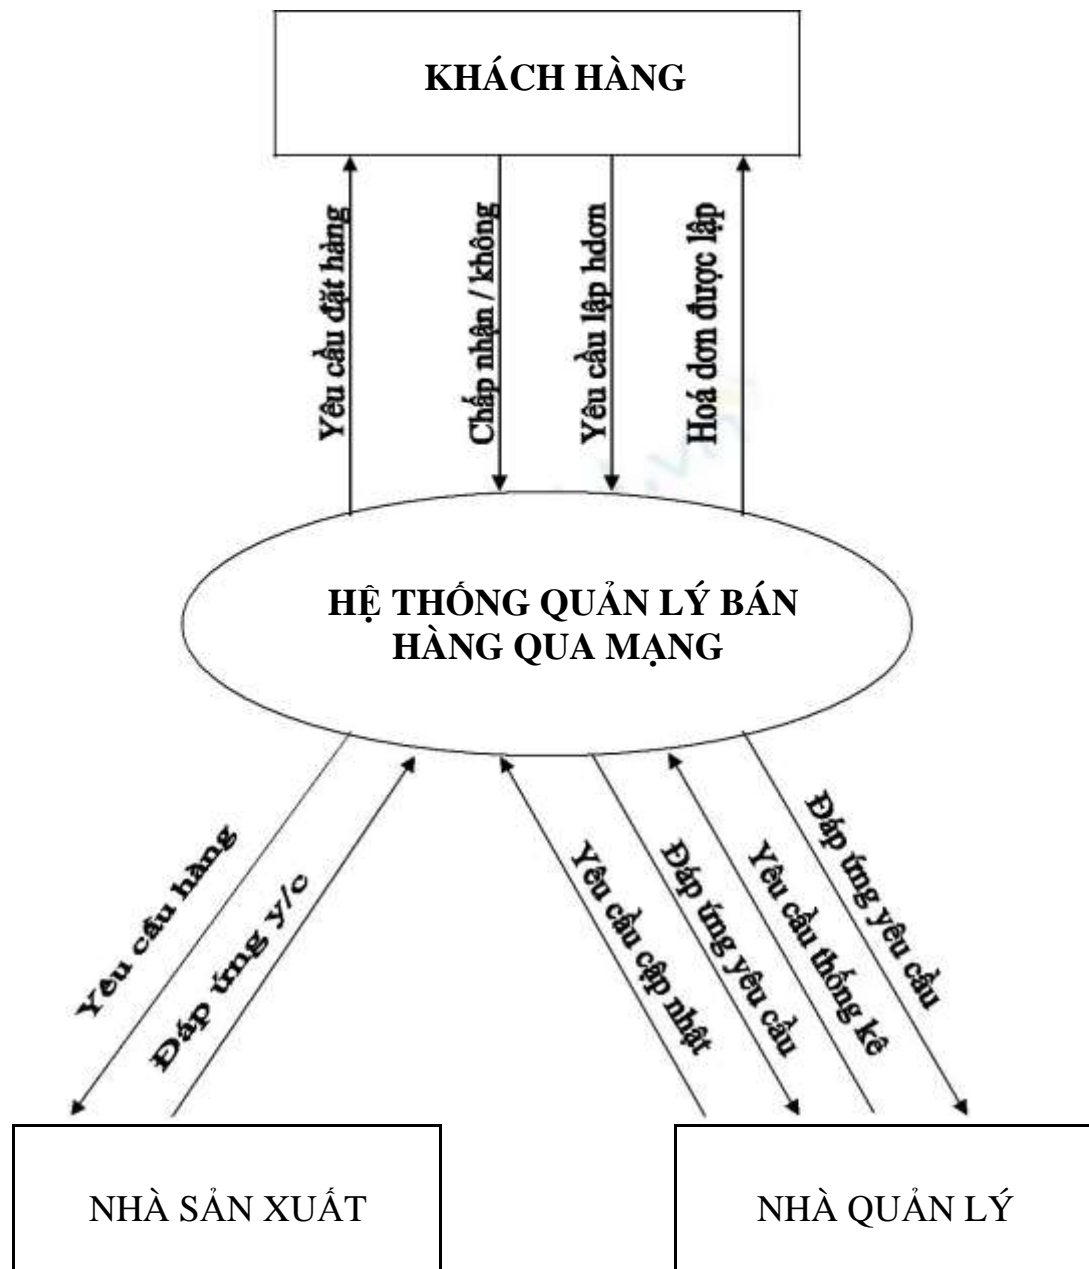 KHÁCH HÀNG
Yêu cầu đặt hàng
Chấp nhận / không
Yêu cầu lập hdơn
Hoá dơn được lập
HỆ THỐNG QUẢN LÝ BÁN
HÀNG QUA MẠNG
Yêu cầu hàng
Đáp ứng y/c
Yêu cầu cập nhật
Đáp ứng yêu cầu
Yêu cầu thống kê
Đáp ứng yêu cầu
NHÀ SẢN XUẤT
NHÀ QUẢN LÝ